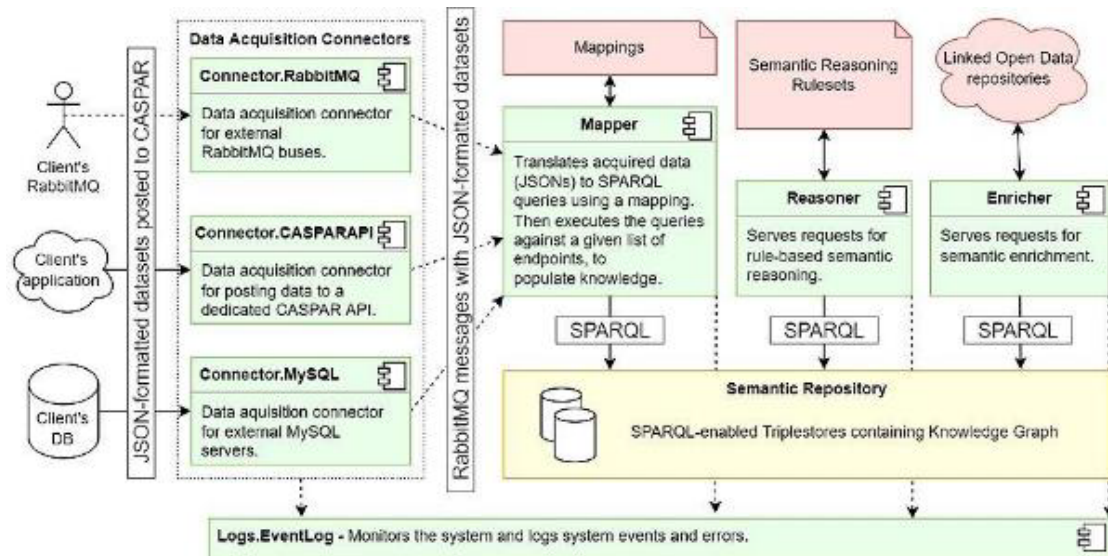 Client's
RabbitMQ
Client's
application
Client's
DB
JSON-formatted datasets posted to CASPAR
Data Acquisition Connectors
Connector.RabbitMQ
Data acquisition connector
for external
RabbitMQ buses.
Connector.CASPARAPI
Data acquisition connector
for posting data to a
dedicated CASPAR API.
Connector.MySQL
Data aquisition connector
for external MySQL
servers.
RabbitMQ messages with JSON-formatted datasets
Mappings
Mapper
Translates acquired data
(JSONs) to SPARQL
queries using a mapping.
Then executes the queries
against a given list of
endpoints, to
populate knowledge.
SPARQL
Semantic Reasoning
Rulesets
Reasoner
Serves requests for
rule-based semantic
reasoning.
SPARQL
Linked Open Data
repositories
Enricher
Serves requests for
semantic enrichment.
SPARQL
Semantic Repository
SPARQL-enabled Triplestores containing Knowledge Graph
Logs.EventLog - Monitors the system and logs system events and errors.